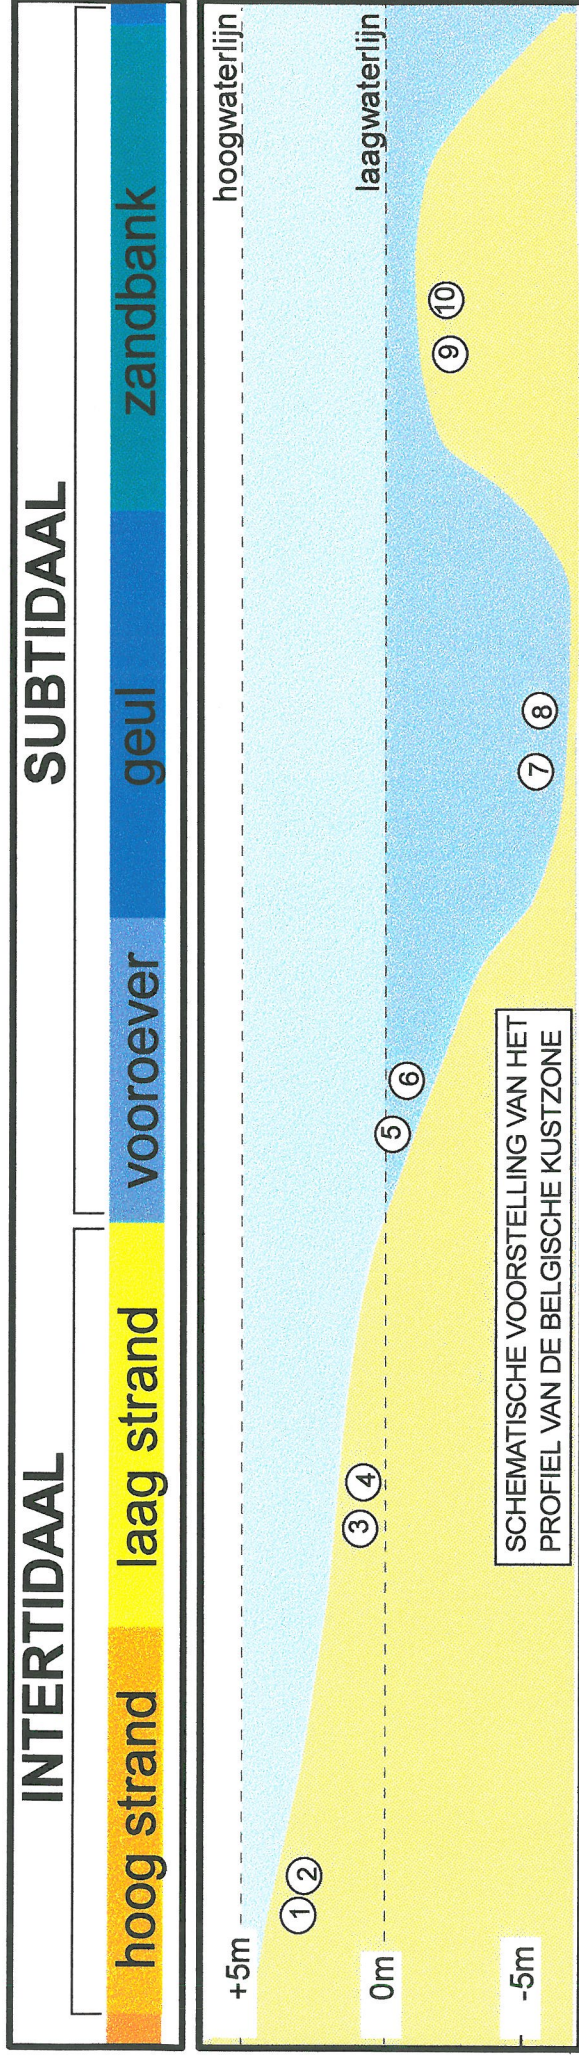 INTERTIDAAL
SUBTIDAAL
hoog strand
laag strand
vooroever
geul
zandbank
+5m
hoogwaterlijn
0m
laagwaterlijn
-5m
1
2
3
4
5
6
7
8
9
10
SCHEMATISCHE VOORSTELLING VAN HET
PROFIEL VAN DE BELGISCHE KUSTZONE